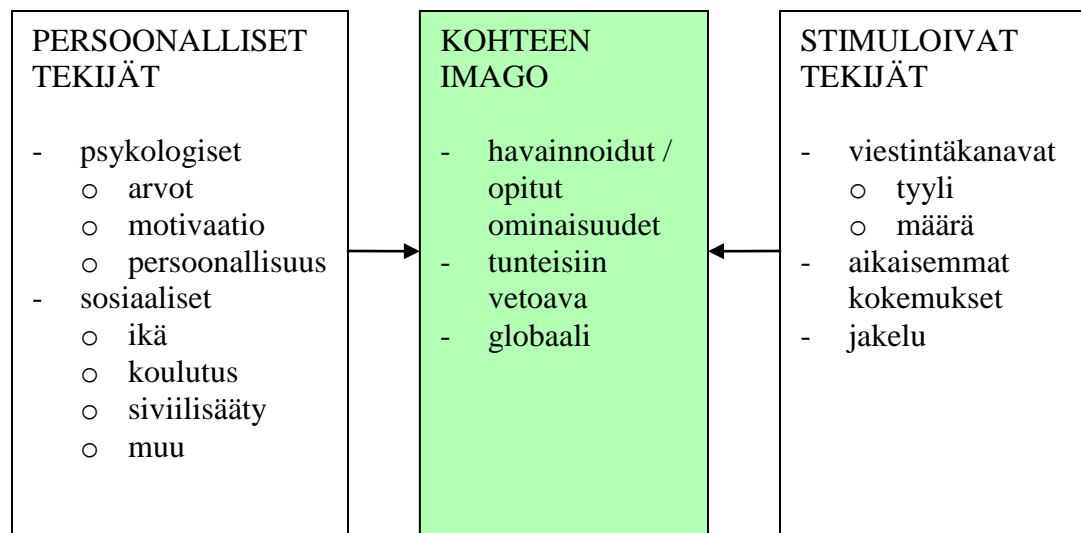 PERSOONALLISET
TEKIJÄT
- psykologiset
o arvot
o motivaatio
o persoonallisuus
- sosiaaliset
o ikä
o koulutus
o siviilisääty
o muu
KOHTEEN
IMAGO
- havainnoidut /
opitut
ominaisuudet
- tunteisiin
vetoava
- globaali
STIMULOIVAT
TEKIJÄT
- viestintäkanavat
o tyyli
o määrä
- aikaisemmat
kokemukset
- jakelu